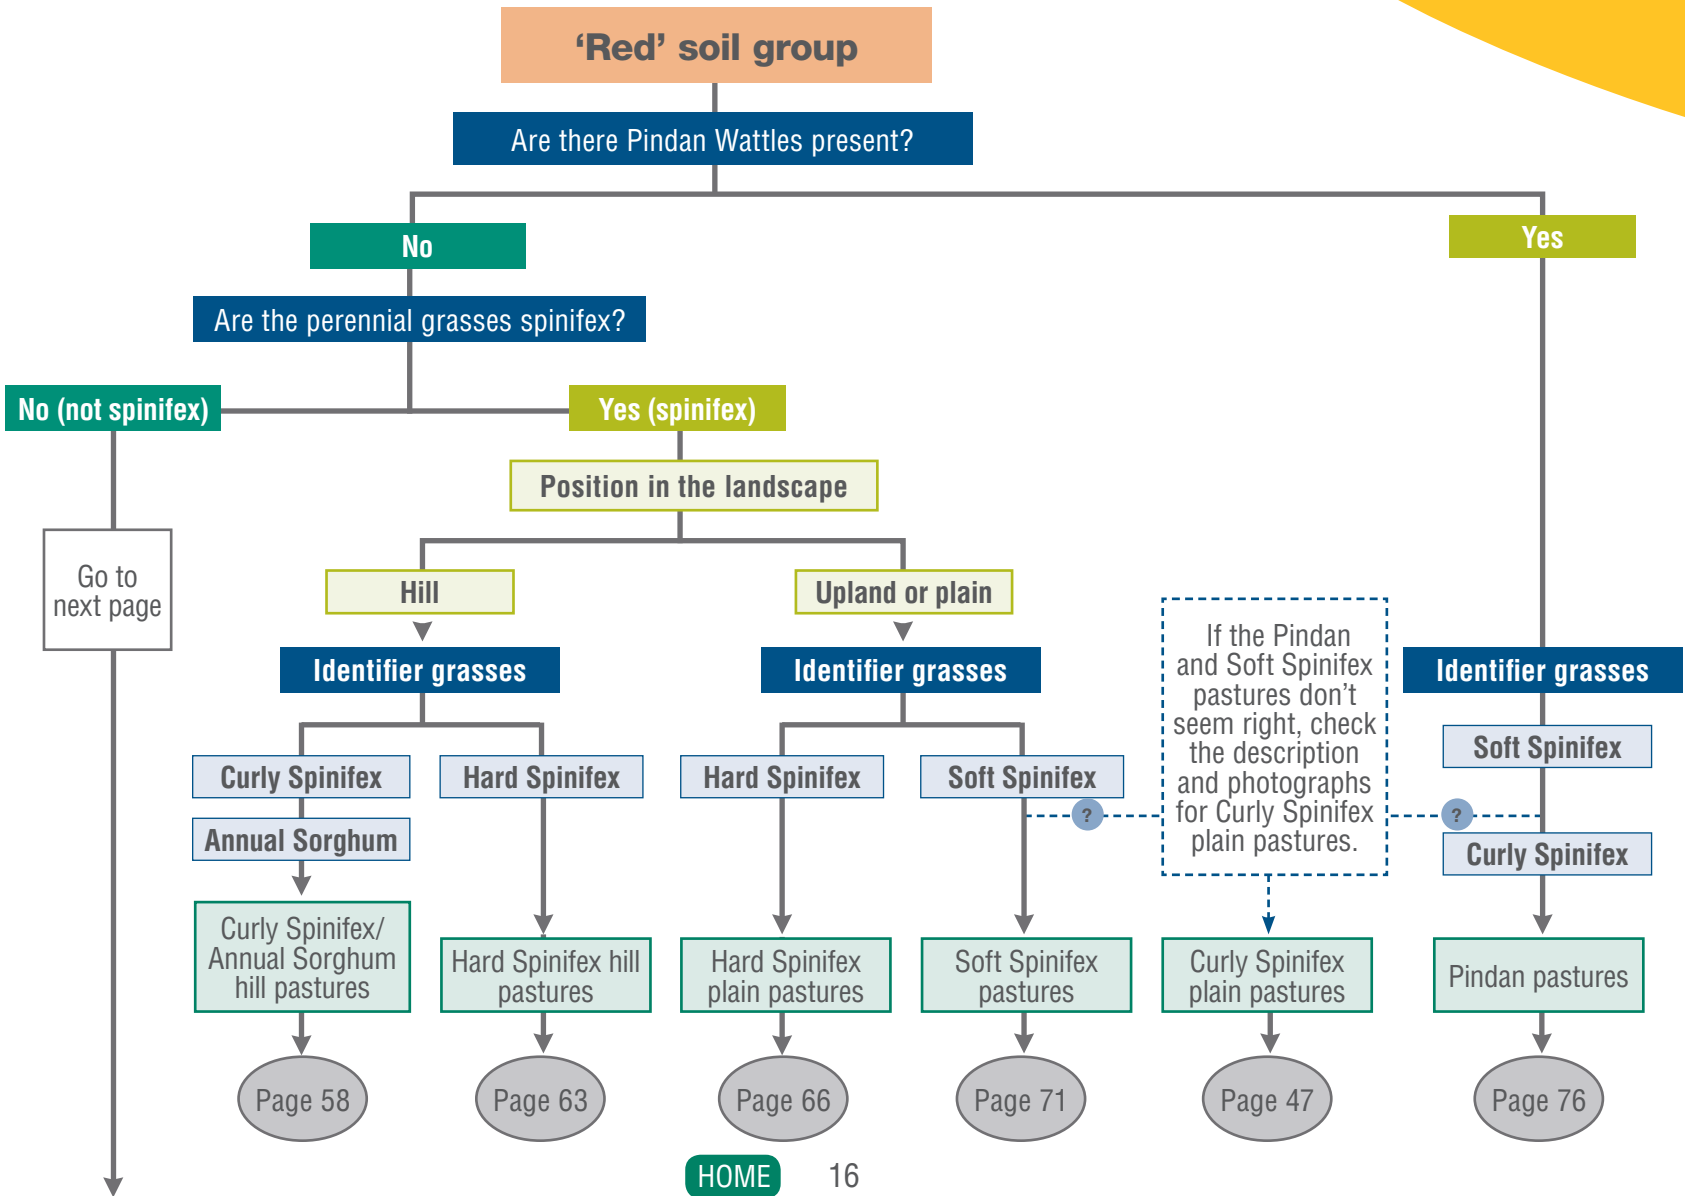 ‘Red’ soil group
Are there Pindan Wattles present?
No
Yes
Are the perennial grasses spinifex?
No (not spinifex)
Yes (spinifex)
Position in the landscape
Go to
next page
Hill
Upland or plain
Identifier grasses
Identifier grasses
If the Pindan
and Soft Spinifex
pastures don’t
seem right, check
the description
and photographs
for Curly Spinifex
plain pastures.
Identifier grasses
Curly Spinifex
Hard Spinifex
Hard Spinifex
Soft Spinifex
Soft Spinifex
?
?
Annual Sorghum
Curly Spinifex
Curly Spinifex/
Annual Sorghum
hill pastures
Hard Spinifex hill
pastures
Hard Spinifex
plain pastures
Soft Spinifex
pastures
Curly Spinifex
plain pastures
Pindan pastures
Page 58
Page 63
Page 66
Page 71
Page 47
Page 76
HOME
16